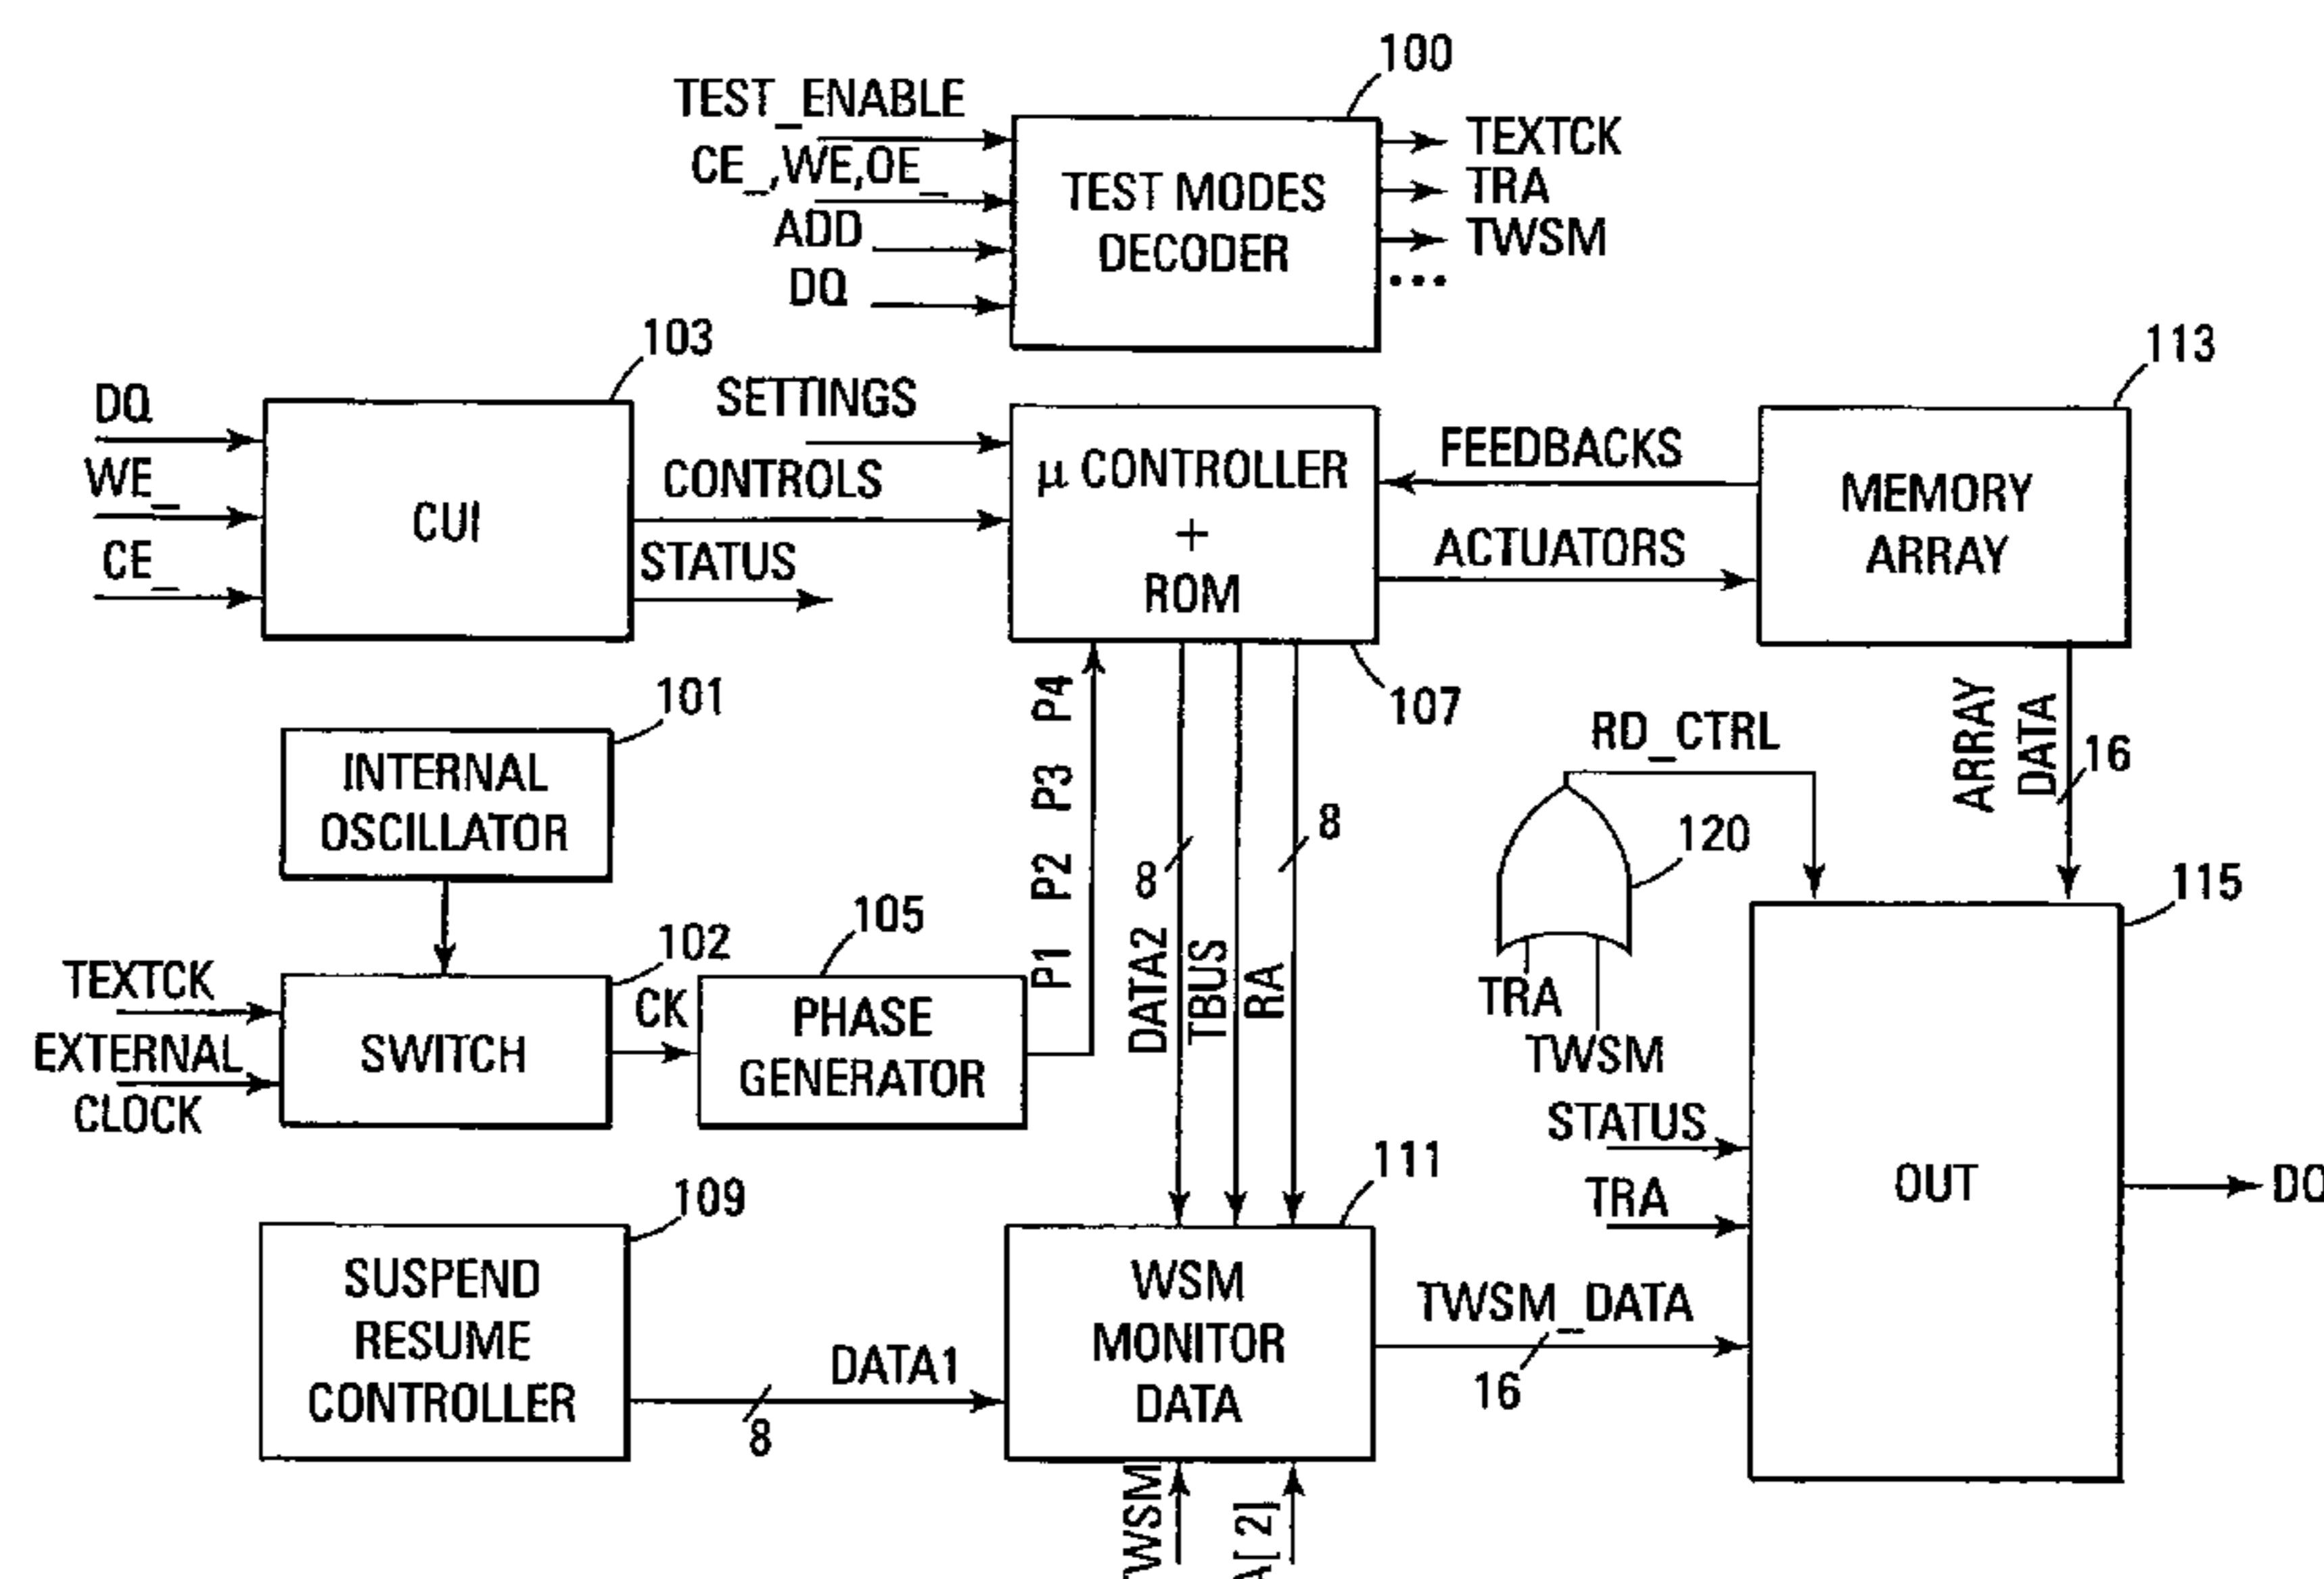 100
TEST_ENABLE
CE_,WE,OE_
ADD
DQ
TEST MODES
DECODER
TEXTCK
TRA
TWSM
...
103
DQ
WE_
CE_
CUI
SETTINGS
CONTROLS
STATUS
μ CONTROLLER
+
ROM
107
FEEDBACKS
ACTUATORS
113
MEMORY
ARRAY
ARRAY
DATA
16
101
INTERNAL
OSCILLATOR
102
TEXTCK
EXTERNAL
CLOCK
SWITCH
CK
105
PHASE
GENERATOR
P1 P2 P3 P4
DATA2
8
TBUS
RA
8
RD_CTRL
120
TRA
TWSM
115
STATUS
TRA
OUT
109
SUSPEND
RESUME
CONTROLLER
DATA1
8
111
WSM
MONITOR
DATA
TWSM_DATA
16
A[2]